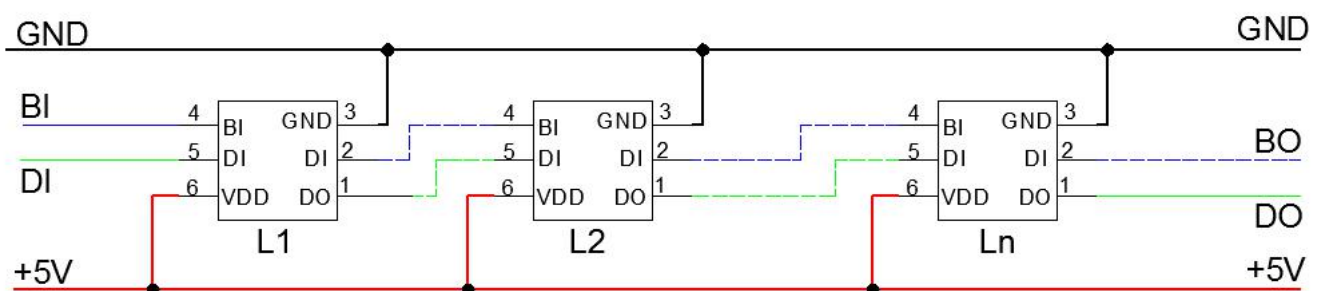 GND GND
BI 4 BI GND 3 4 BI GND 3 4 BI GND 3 BO
DI 5 DI DI 2 5 DI DI 2 5 DI DI 2 DO
6 VDD DO 1 6 VDD DO 1 6 VDD DO 1
L1 L2 Ln
+5V +5V